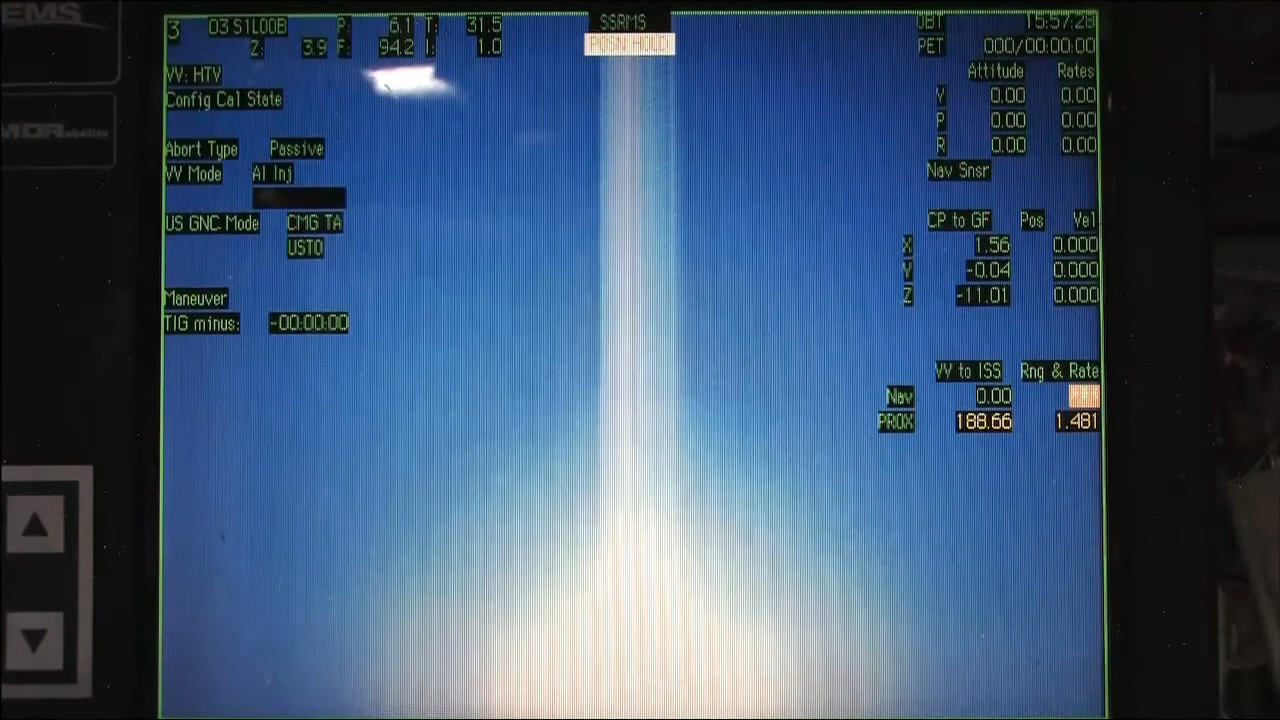 EMS
MDRobotics
3 03 S1L00B P: 6.1 T: 31.5 SSRMS DBT 15:57:28
Z: 3.9 F: 94.2 I: 1.0 POSN HOLD PET 000/00:00:00
VV: HTV Attitude Rates
Config Cal State Y 0.00 0.00
P 0.00 0.00
Abort Type Passive R 0.00 0.00
VV Mode AI Inj Nav Snsr
US GNC Mode CMG TA CP to GF Pos Vel
USTO X 1.56 0.000
Y -0.04 0.000
Maneuver Z -11.01 0.000
TIG minus: -00:00:00
VV to ISS Rng & Rate
Nav 0.00 ***
PROX 188.66 1.481